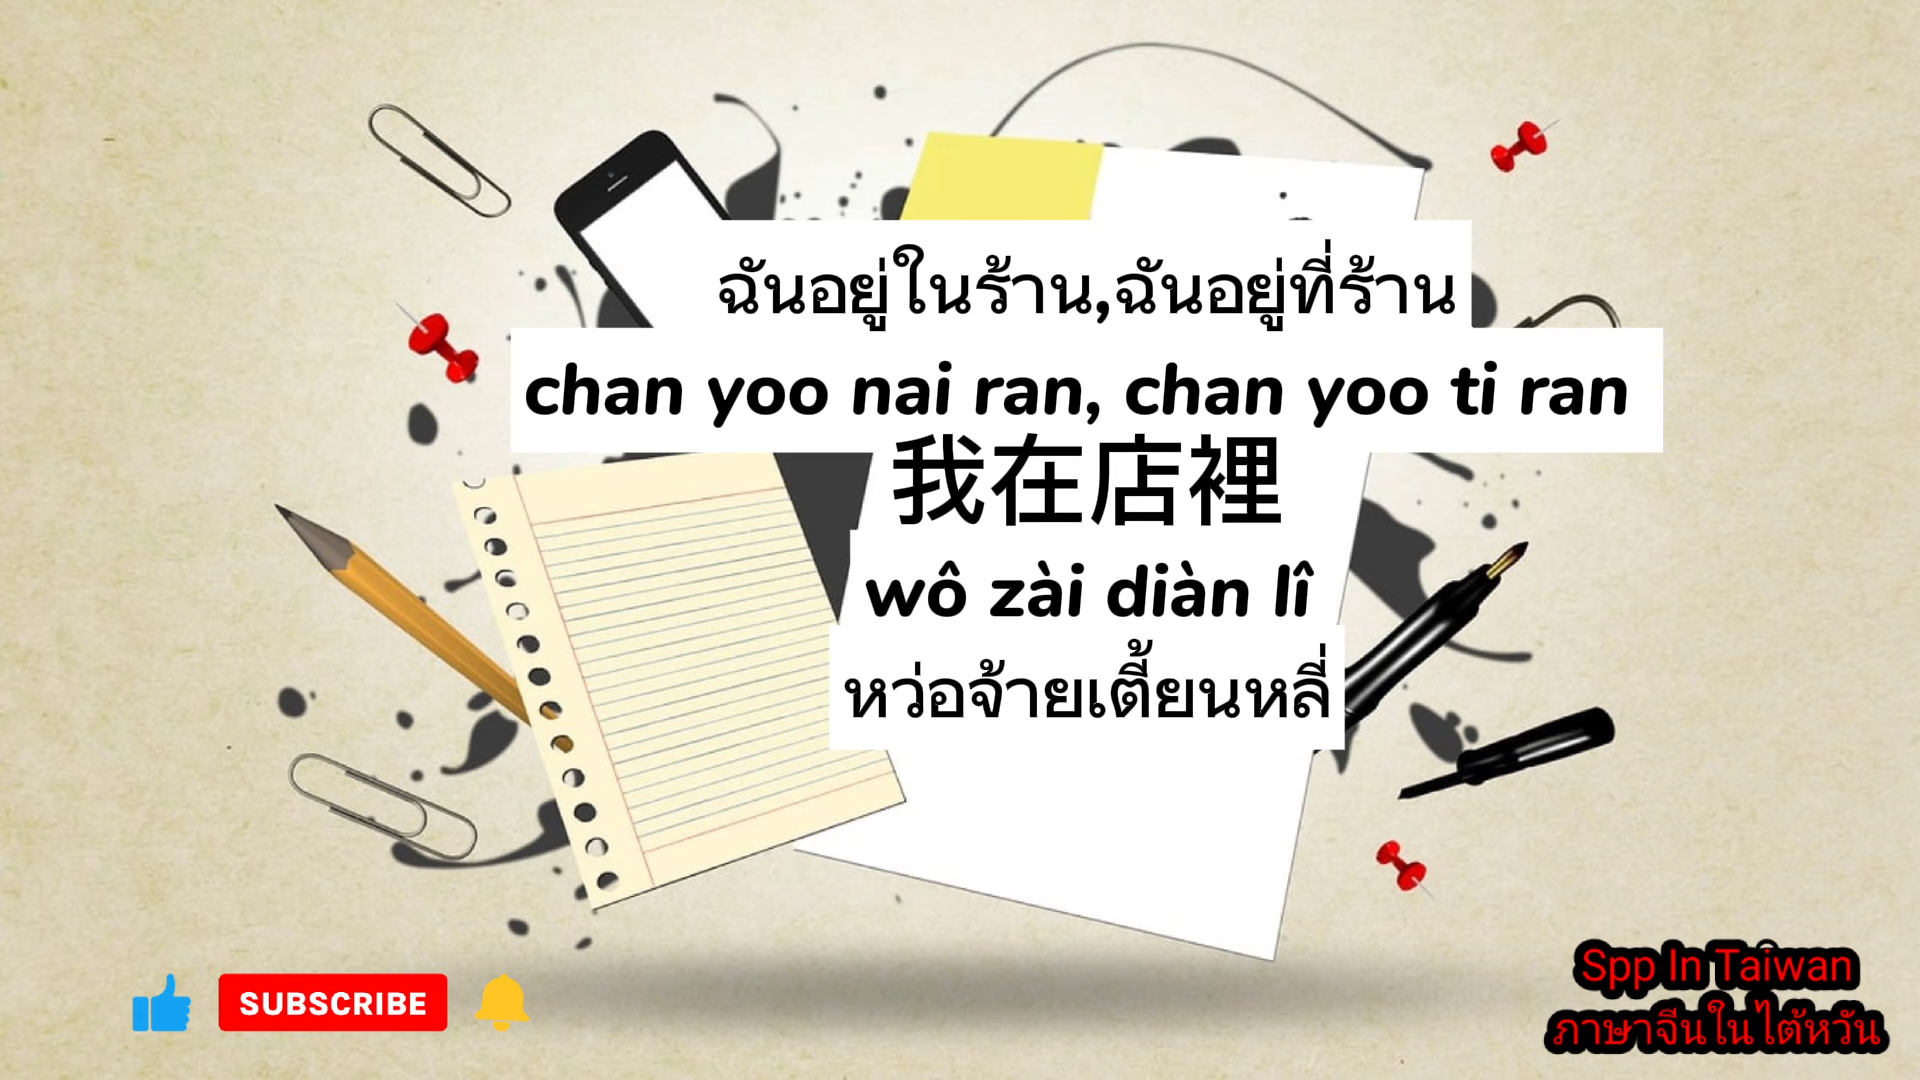 ฉันอยู่ในร้าน,ฉันอยู่ที่ร้าน
chan yoo nai ran, chan yoo ti ran
我在店裡
wô zài diàn lî
หว่อจ้ายเตี้ยนหลี่
SUBSCRIBE
Spp In Taiwan
ภาษาจีนในไต้หวัน